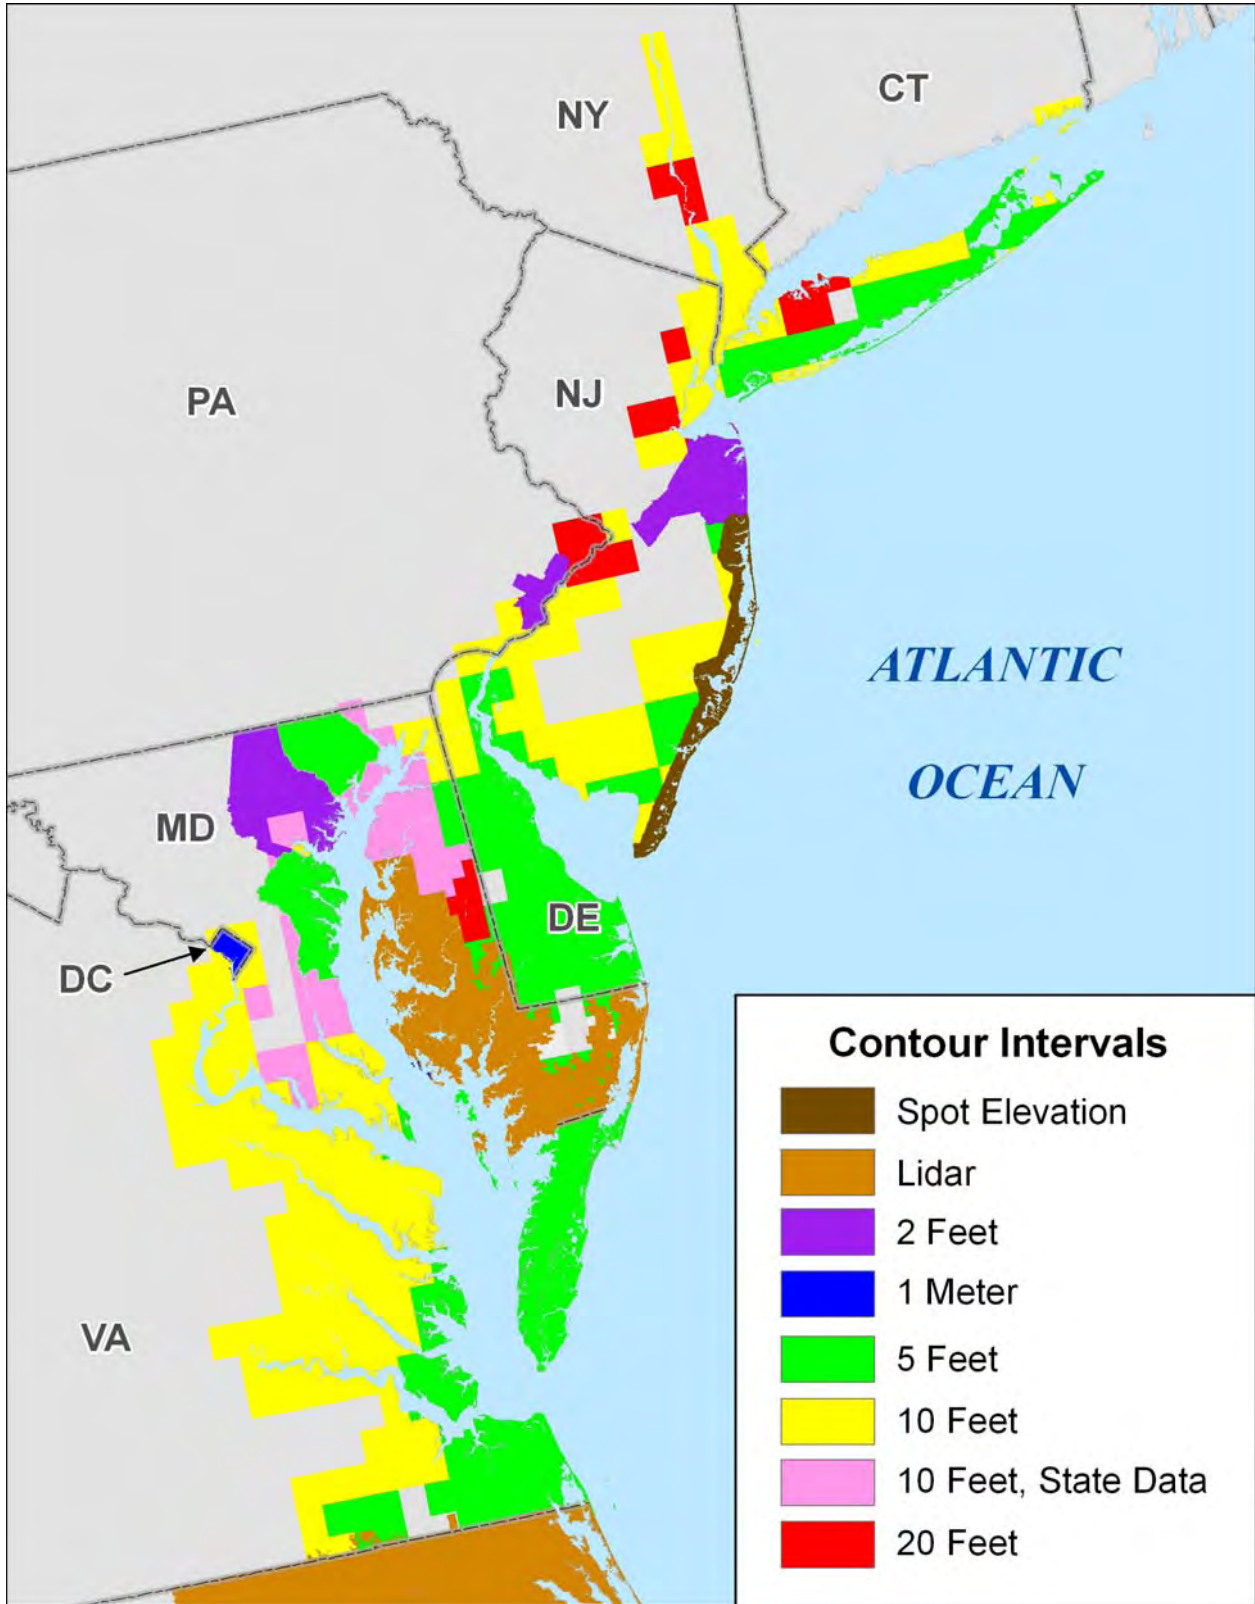 NY
CT
PA
NJ
ATLANTIC
OCEAN
MD
DE
DC
VA
Contour Intervals
Spot Elevation
Lidar
2 Feet
1 Meter
5 Feet
10 Feet
10 Feet, State Data
20 Feet